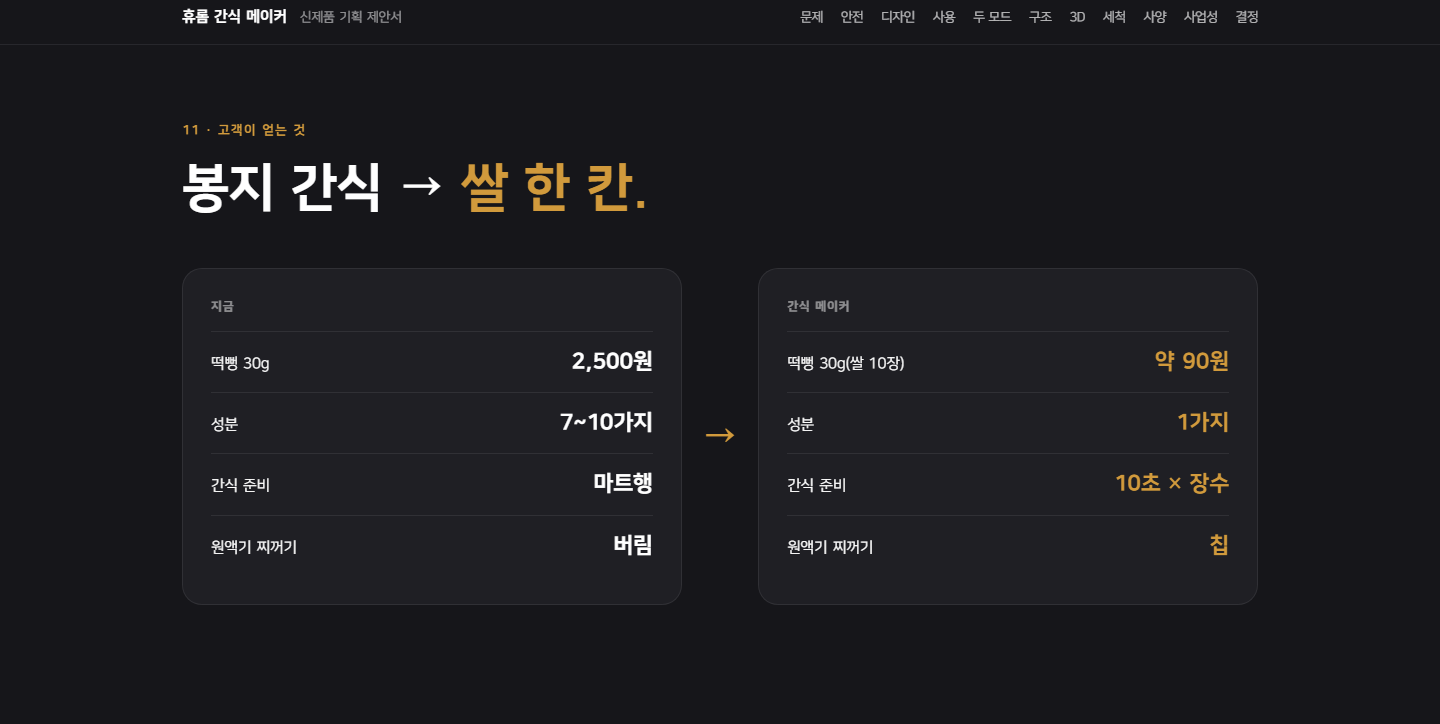 휴롬 간식 메이커 신제품 기획 제안서 문제 안전 디자인 사용 두 모드 구조 3D 세척 사양 사업성 결정
11 · 고객이 얻는 것
봉지 간식 → 쌀 한 칸.
지금
떡뻥 30g 2,500원
성분 7~10가지
간식 준비 마트행
원액기 찌꺼기 버림
→
간식 메이커
떡뻥 30g(쌀 10장) 약 90원
성분 1가지
간식 준비 10초 × 장수
원액기 찌꺼기 칩